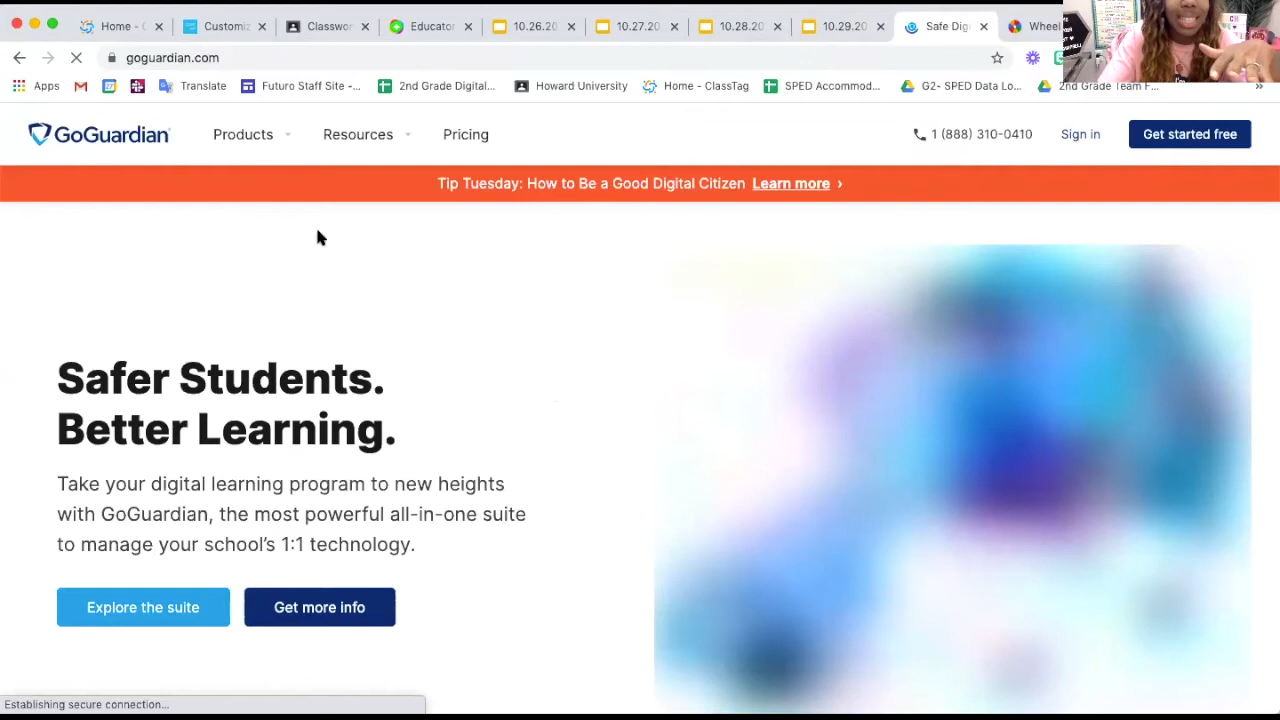 Home - C
Customiz
Classwor
Educator
10.26.20
10.27.20
10.28.20
10.29.20
Safe Digi
Wheel
goguardian.com
Apps
Translate
Futuro Staff Site -...
2nd Grade Digital...
Howard University
Home - ClassTag
SPED Accommod...
G2- SPED Data Lo...
2nd Grade Team F...
GoGuardian
Products
Resources
Pricing
1 (888) 310-0410
Sign in
Get started free
Tip Tuesday: How to Be a Good Digital Citizen Learn more ›
Safer Students.
Better Learning.
Take your digital learning program to new heights
with GoGuardian, the most powerful all-in-one suite
to manage your school's 1:1 technology.
Explore the suite
Get more info
Establishing secure connection...